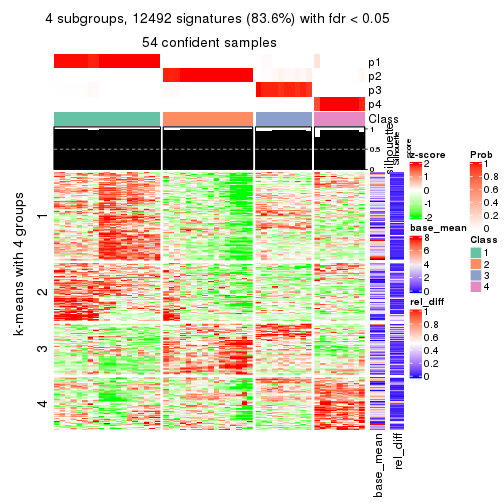 4 subgroups, 12492 signatures (83.6%) with fdr < 0.05
54 confident samples
p1
p2
p3
p4
Class
1
0.5
0
silhouette
Silhouette
score
k-means with 4 groups
1
2
3
4
base_mean
rel_diff
z-score
2
1
0
-1
-2
base_mean
8
6
4
2
0
rel_diff
1
0.8
0.6
0.4
0.2
0
Prob
1
0.8
0.6
0.4
0.2
0
Class
1
2
3
4